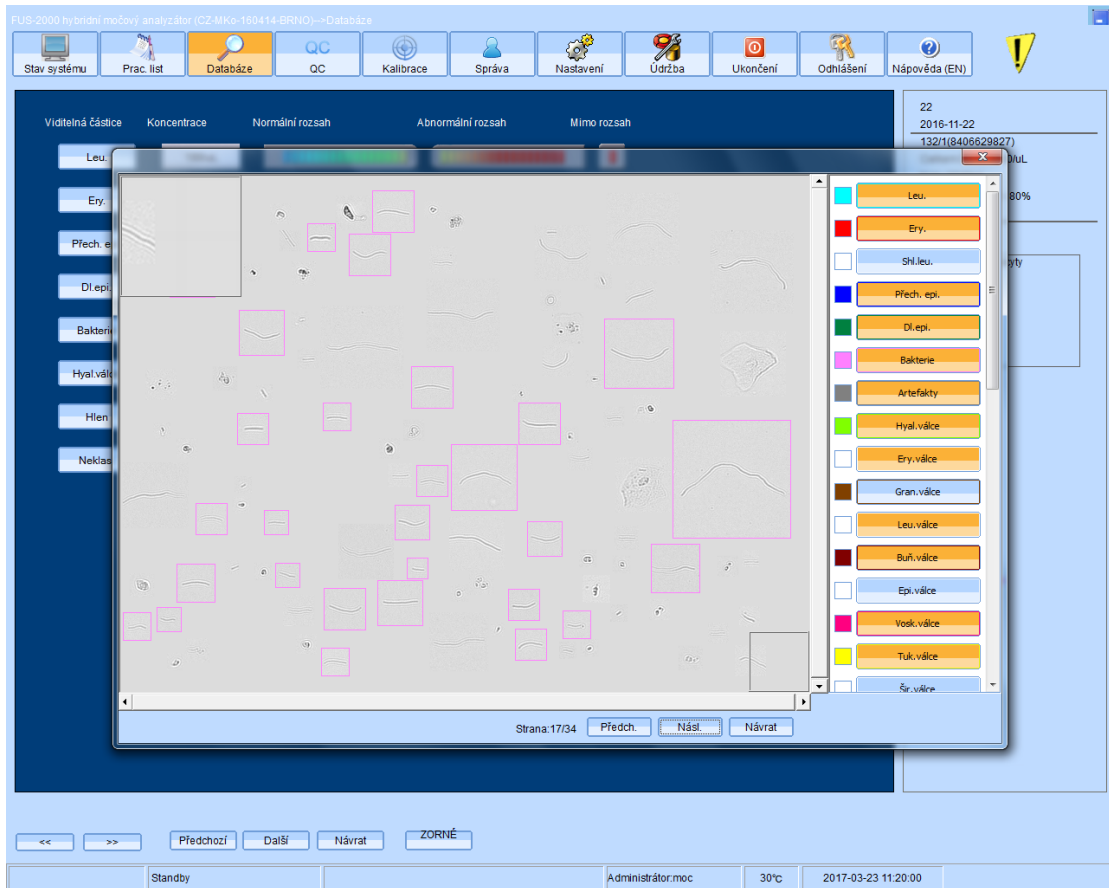 FUS-2000 hybridní močový analyzátor (CZ-MKo-160414-BRNO)-->Databáze
Stav systému Prac. list Databáze QC QC Kalibrace Správa Nastavení Údržba Ukončení Odhlášení Nápověda (EN)
Viditelná částice Koncentrace Normální rozsah Abnormální rozsah Mimo rozsah
22
2016-11-22
132/1(8406629827)
Leu.
0/uL
80%
Ery.
Přech. e
Dl.epi.
Bakterie
Hyal.válc
Hlen
Neklas
cyty
Leu.
Ery.
Shl.leu.
Přech. epi.
Dl.epi.
Bakterie
Artefakty
Hyal.válce
Ery.válce
Gran.válce
Leu.válce
Buň.válce
Epi.válce
Vosk.válce
Tuk.válce
Šir.válce
Strana:17/34 Předch. Násl. Návrat
<< >> Předchozí Další Návrat ZORNÉ
Standby Administrátor:moc 30°C 2017-03-23 11:20:00